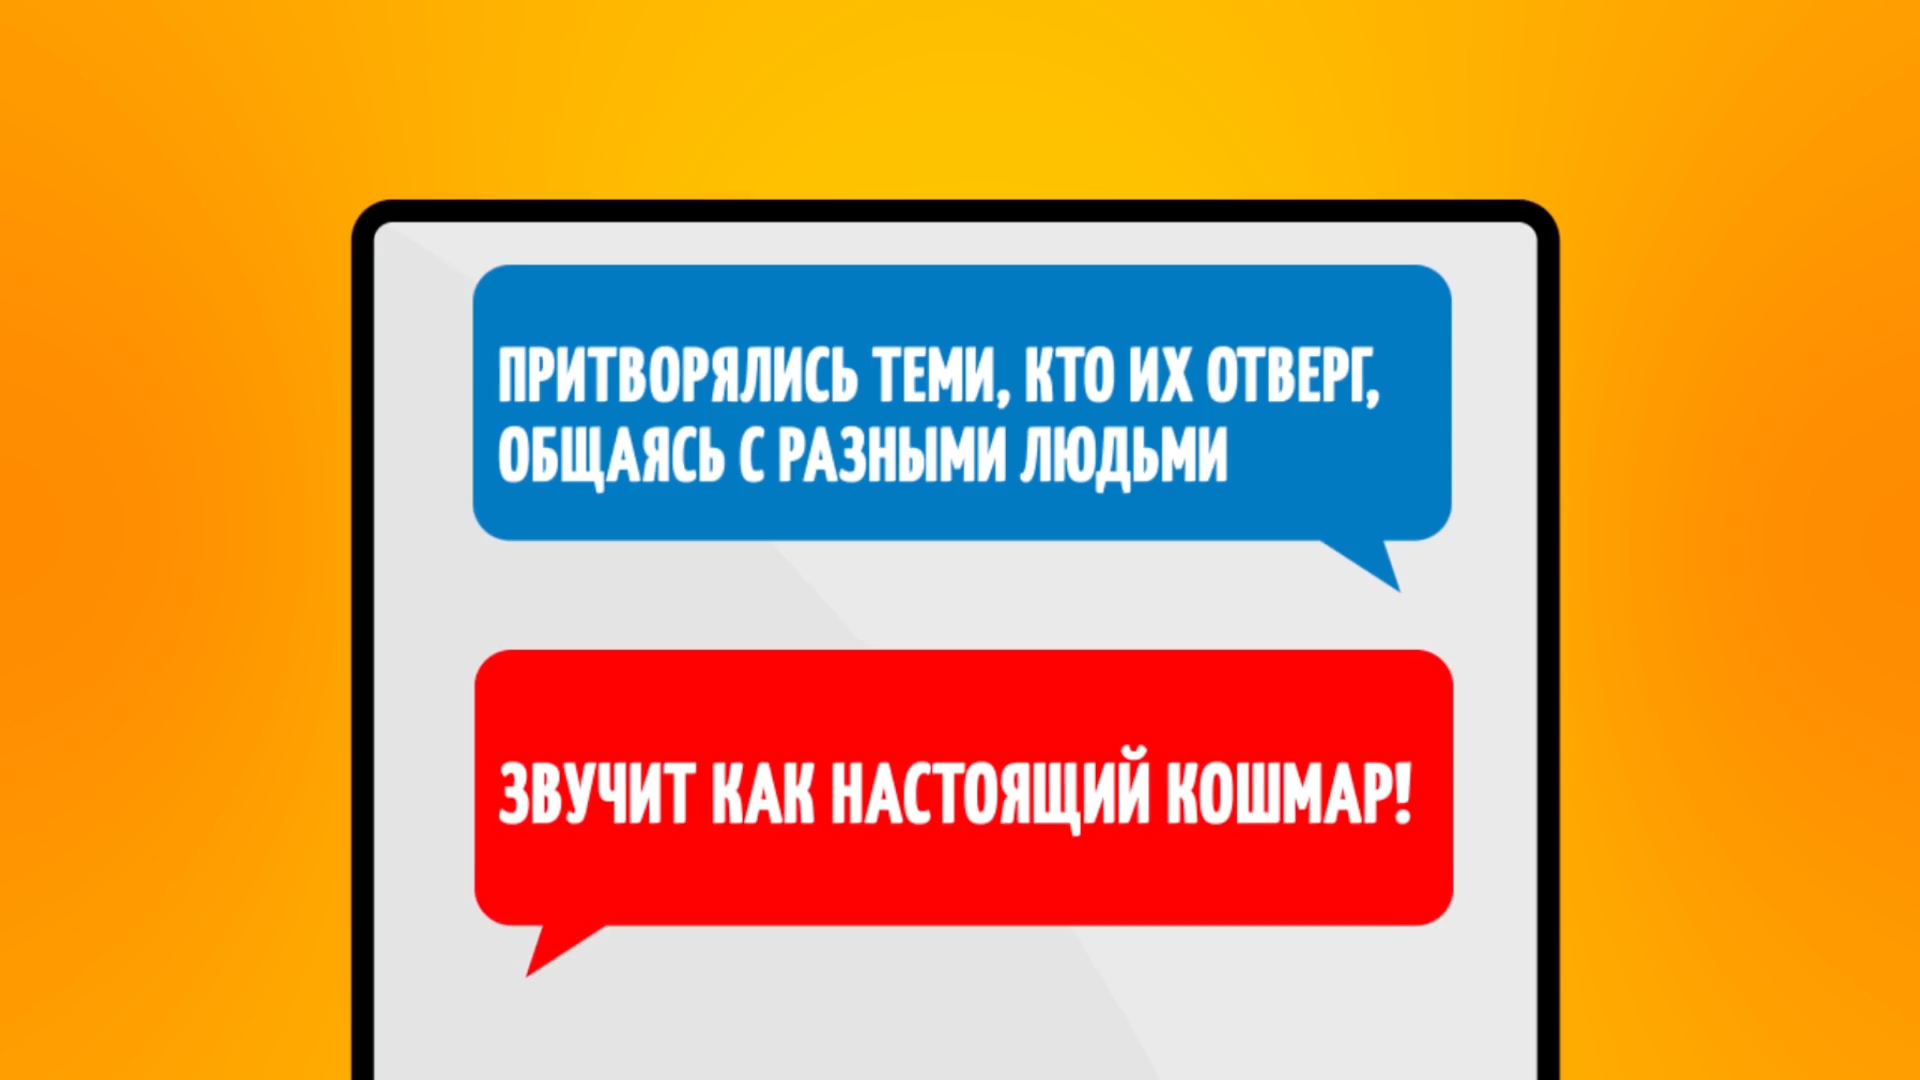 ПРИТВОРЯЛИСЬ ТЕМИ, КТО ИХ ОТВЕРГ,
ОБЩАЯСЬ С РАЗНЫМИ ЛЮДЬМИ
ЗВУЧИТ КАК НАСТОЯЩИЙ КОШМАР!